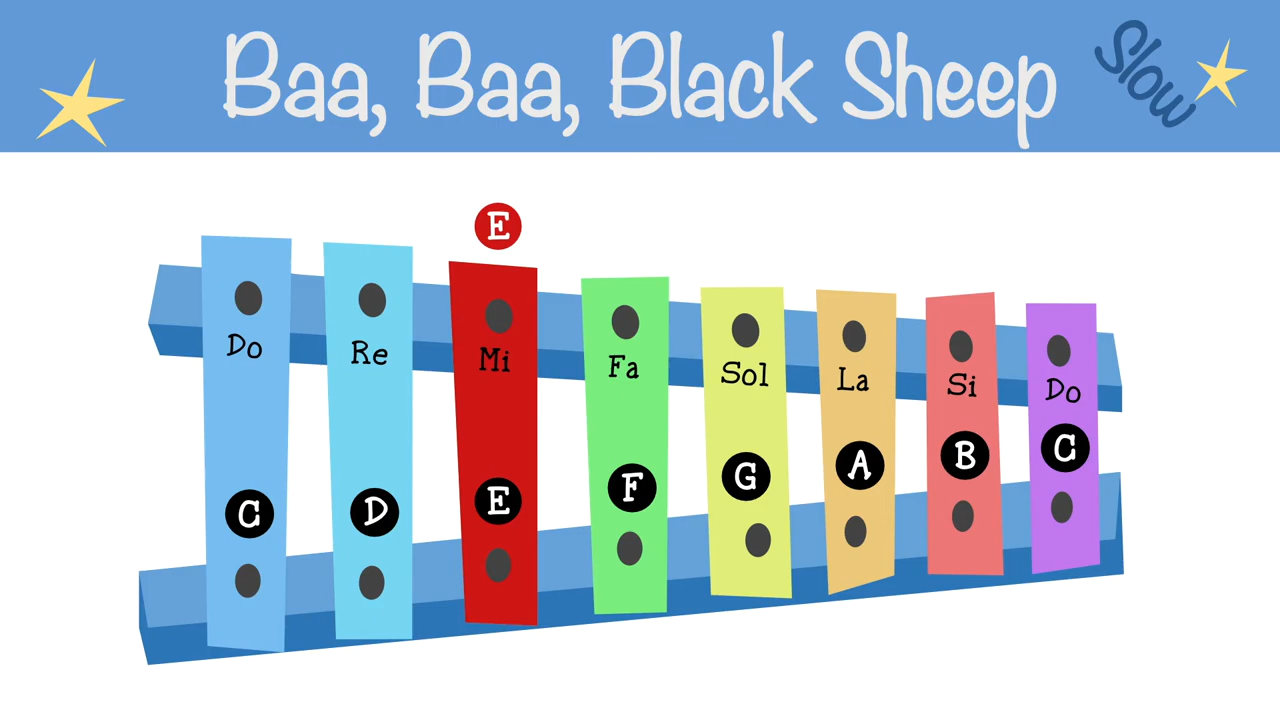 Baa, Baa, Black Sheep
Slow
E
Do Re Mi Fa Sol La Si Do
C D E F G A B C